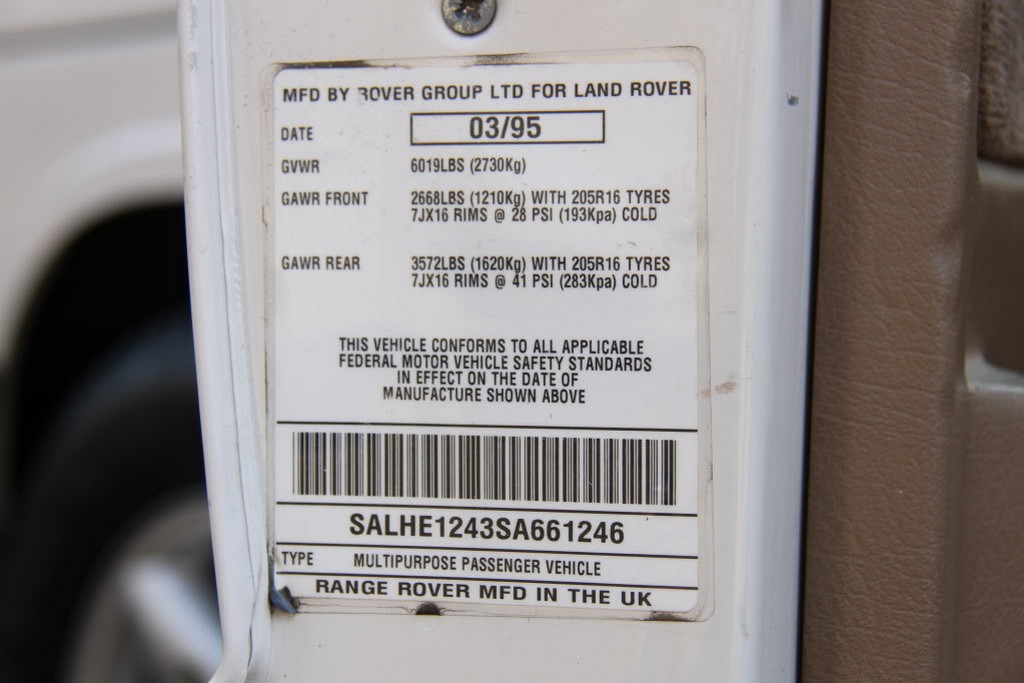 MFD BY ROVER GROUP LTD FOR LAND ROVER
DATE 03/95
GVWR 6019LBS (2730Kg)
GAWR FRONT 2668LBS (1210Kg) WITH 205R16 TYRES
7JX16 RIMS @ 28 PSI (193Kpa) COLD
GAWR REAR 3572LBS (1620Kg) WITH 205R16 TYRES
7JX16 RIMS @ 41 PSI (283Kpa) COLD
THIS VEHICLE CONFORMS TO ALL APPLICABLE
FEDERAL MOTOR VEHICLE SAFETY STANDARDS
IN EFFECT ON THE DATE OF
MANUFACTURE SHOWN ABOVE
SALHE1243SA661246
TYPE MULTIPURPOSE PASSENGER VEHICLE
RANGE ROVER MFD IN THE UK